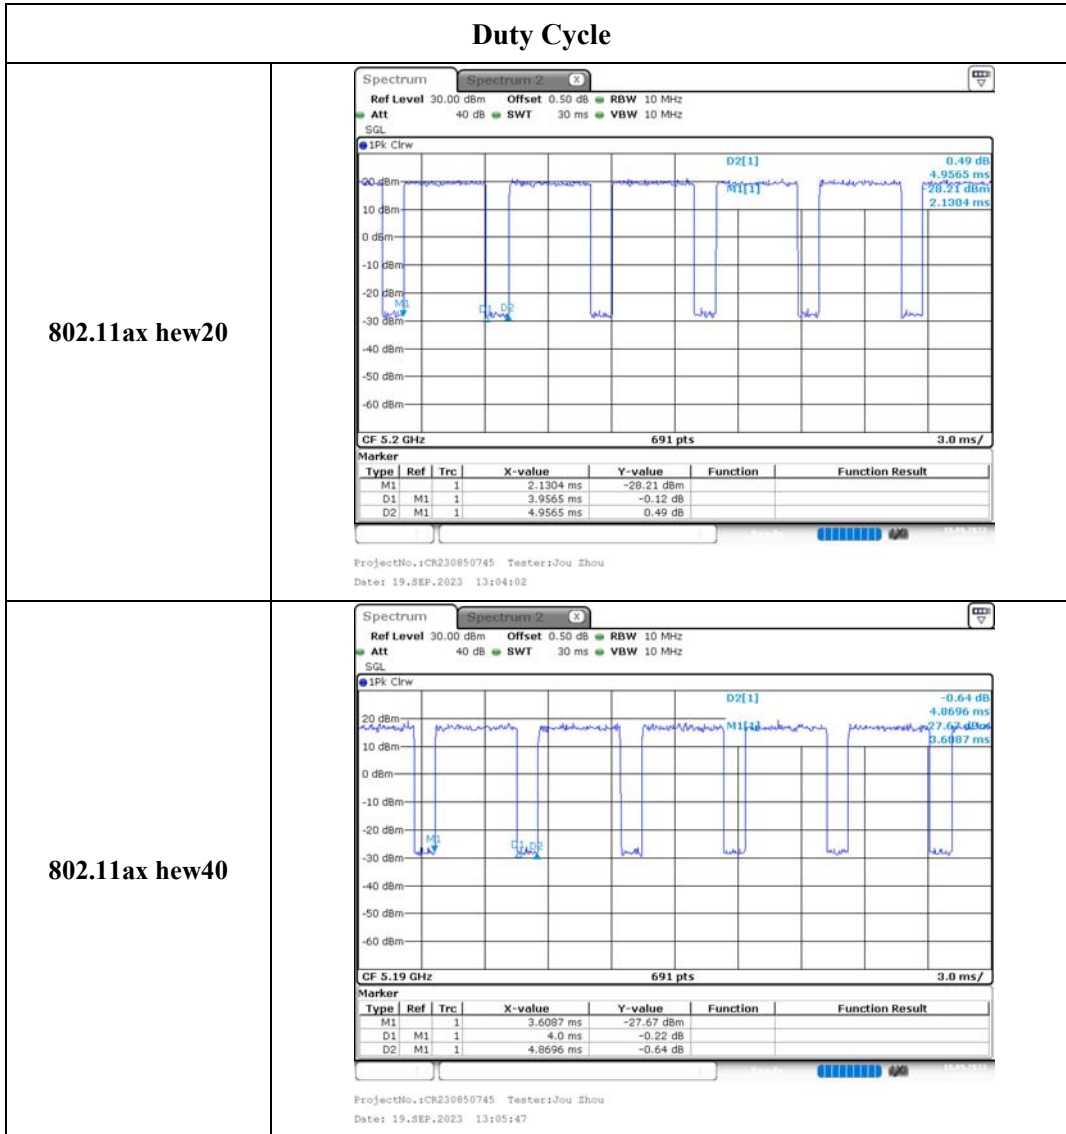 Duty Cycle
802.11ax hew20
Spectrum Spectrum 2 X
Ref Level 30.00 dBm Offset 0.50 dB RBW 10 MHz
Att 40 dB SWT 30 ms VBW 10 MHz
SGL
1Pk Clrw
D2[1] 0.49 dB
4.9565 ms
20 dBm
M1[1] -28.21 dBm
2.1304 ms
10 dBm
0 dBm
-10 dBm
-20 dBm
M1 D1 D2
-30 dBm
-40 dBm
-50 dBm
-60 dBm
CF 5.2 GHz 691 pts 3.0 ms/
Marker
Type Ref Trc X-value Y-value Function Function Result
M1 1 2.1304 ms -28.21 dBm
D1 M1 1 3.9565 ms -0.12 dB
D2 M1 1 4.9565 ms 0.49 dB
ProjectNo.:CR230850745 Tester:Jou Zhou
Date: 19.SEP.2023 13:04:02
802.11ax hew40
Spectrum Spectrum 2 X
Ref Level 30.00 dBm Offset 0.50 dB RBW 10 MHz
Att 40 dB SWT 30 ms VBW 10 MHz
SGL
1Pk Clrw
D2[1] -0.64 dB
4.8696 ms
20 dBm
M1[1] -27.67 dBm
3.6087 ms
10 dBm
0 dBm
-10 dBm
-20 dBm
M1 D1 D2
-30 dBm
-40 dBm
-50 dBm
-60 dBm
CF 5.19 GHz 691 pts 3.0 ms/
Marker
Type Ref Trc X-value Y-value Function Function Result
M1 1 3.6087 ms -27.67 dBm
D1 M1 1 4.0 ms -0.22 dB
D2 M1 1 4.8696 ms -0.64 dB
ProjectNo.:CR230850745 Tester:Jou Zhou
Date: 19.SEP.2023 13:05:47